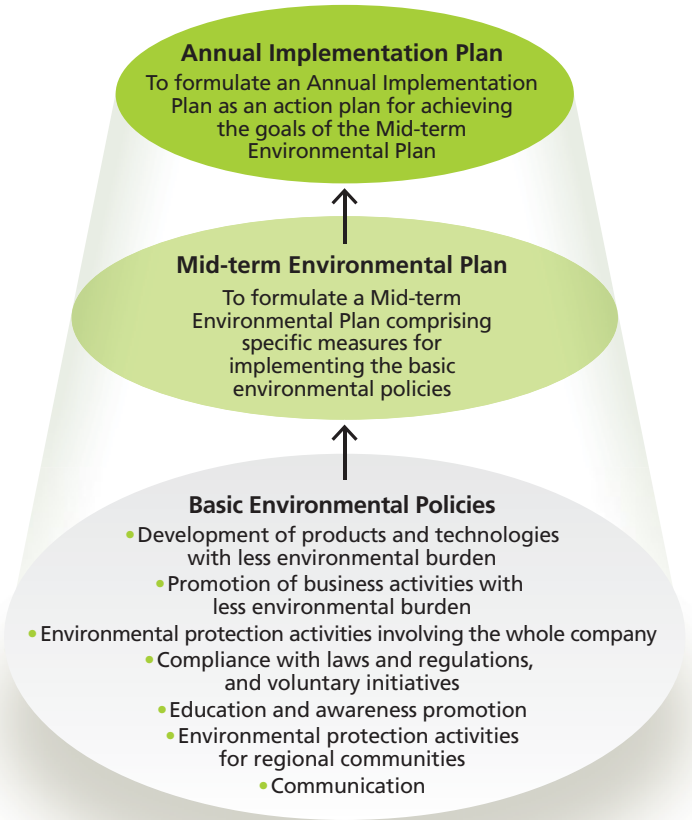 Annual Implementation Plan
To formulate an Annual Implementation
Plan as an action plan for achieving
the goals of the Mid-term
Environmental Plan
Mid-term Environmental Plan
To formulate a Mid-term
Environmental Plan comprising
specific measures for
implementing the basic
environmental policies
Basic Environmental Policies
•Development of products and technologies
with less environmental burden
•Promotion of business activities with
less environmental burden
•Environmental protection activities involving the whole company
•Compliance with laws and regulations,
and voluntary initiatives
•Education and awareness promotion
•Environmental protection activities
for regional communities
•Communication